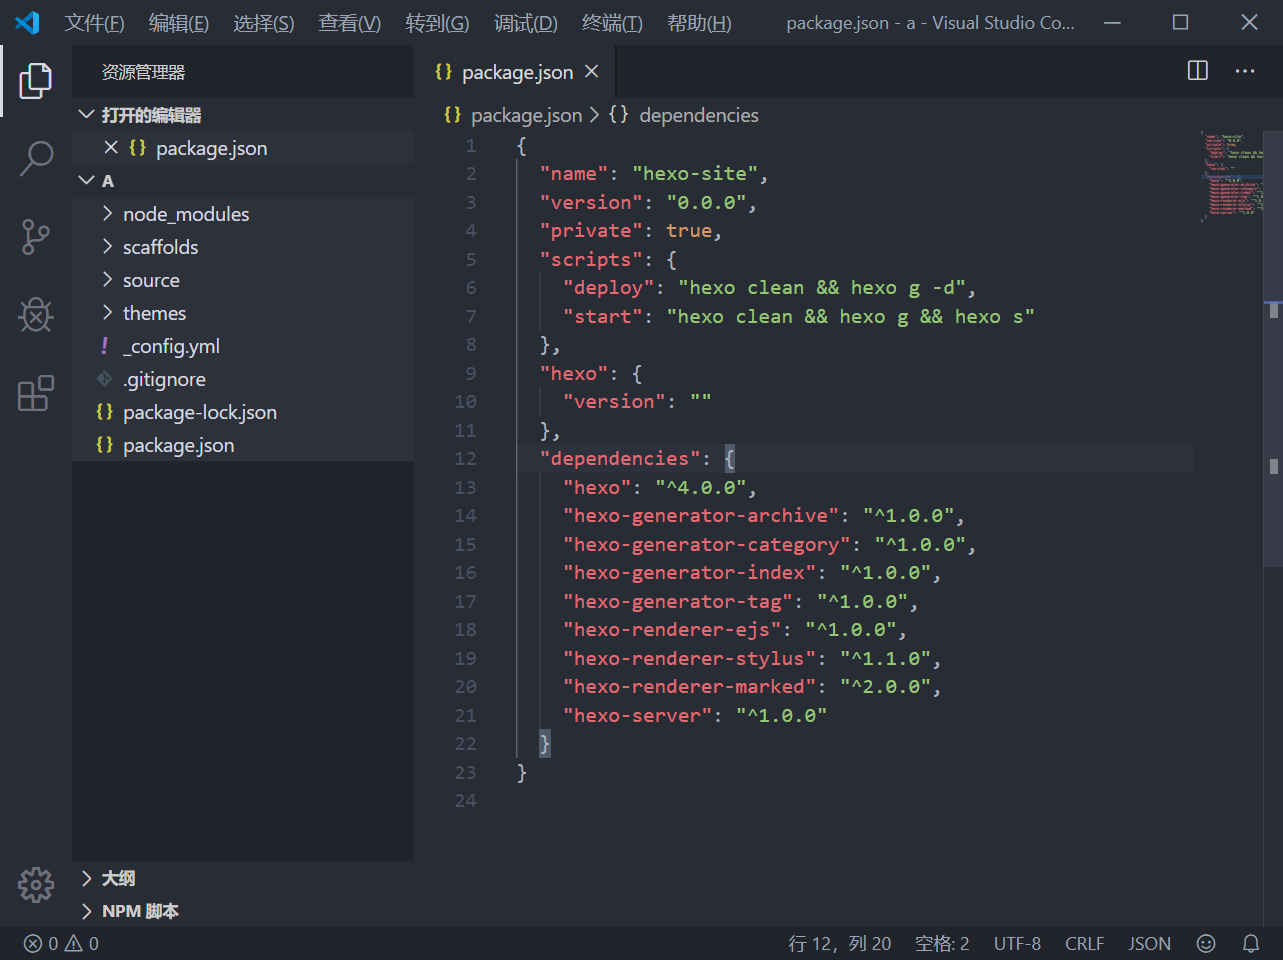 文件(F) 编辑(E) 选择(S) 查看(V) 转到(G) 调试(D) 终端(T) 帮助(H) package.json - a - Visual Studio Co...
资源管理器
打开的编辑器
package.json
A
node_modules
scaffolds
source
themes
_config.yml
.gitignore
package-lock.json
package.json
大纲
NPM 脚本
package.json
package.json > {} dependencies
1 {
2 "name": "hexo-site",
3 "version": "0.0.0",
4 "private": true,
5 "scripts": {
6 "deploy": "hexo clean && hexo g -d",
7 "start": "hexo clean && hexo g && hexo s"
8 },
9 "hexo": {
10 "version": ""
11 },
12 "dependencies": {
13 "hexo": "^4.0.0",
14 "hexo-generator-archive": "^1.0.0",
15 "hexo-generator-category": "^1.0.0",
16 "hexo-generator-index": "^1.0.0",
17 "hexo-generator-tag": "^1.0.0",
18 "hexo-renderer-ejs": "^1.0.0",
19 "hexo-renderer-stylus": "^1.1.0",
20 "hexo-renderer-marked": "^2.0.0",
21 "hexo-server": "^1.0.0"
22 }
23 }
24
0 0 行 12，列 20 空格: 2 UTF-8 CRLF JSON